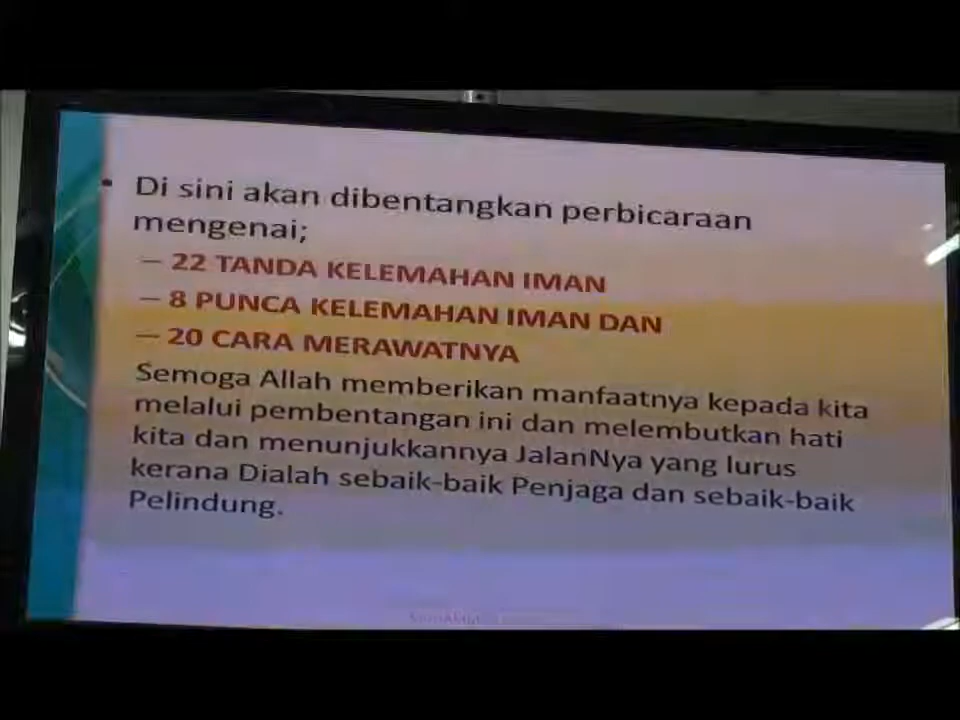 • Di sini akan dibentangkan perbicaraan
mengenai;
– 22 TANDA KELEMAHAN IMAN
– 8 PUNCA KELEMAHAN IMAN DAN
– 20 CARA MERAWATNYA
Semoga Allah memberikan manfaatnya kepada kita
melalui pembentangan ini dan melembutkan hati
kita dan menunjukkannya JalanNya yang lurus
kerana Dialah sebaik-baik Penjaga dan sebaik-baik
Pelindung.